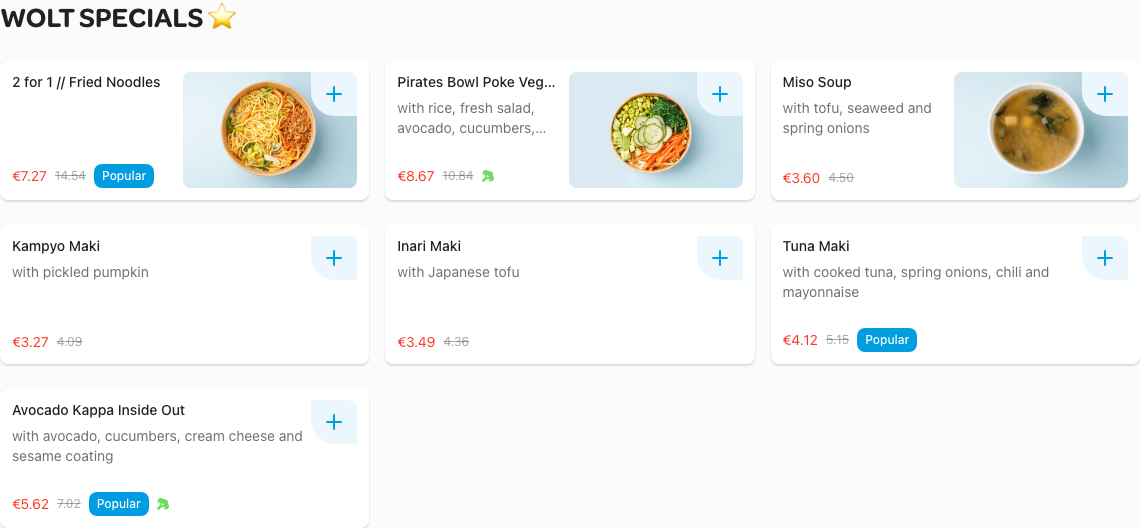 WOLT SPECIALS ⭐
2 for 1 // Fried Noodles
€7.27 14.54 Popular
Pirates Bowl Poke Veg...
with rice, fresh salad,
avocado, cucumbers,...
€8.67 10.84
Miso Soup
with tofu, seaweed and
spring onions
€3.60 4.50
Kampyo Maki
with pickled pumpkin
€3.27 4.09
Inari Maki
with Japanese tofu
€3.49 4.36
Tuna Maki
with cooked tuna, spring onions, chili and
mayonnaise
€4.12 5.15 Popular
Avocado Kappa Inside Out
with avocado, cucumbers, cream cheese and
sesame coating
€5.62 7.02 Popular